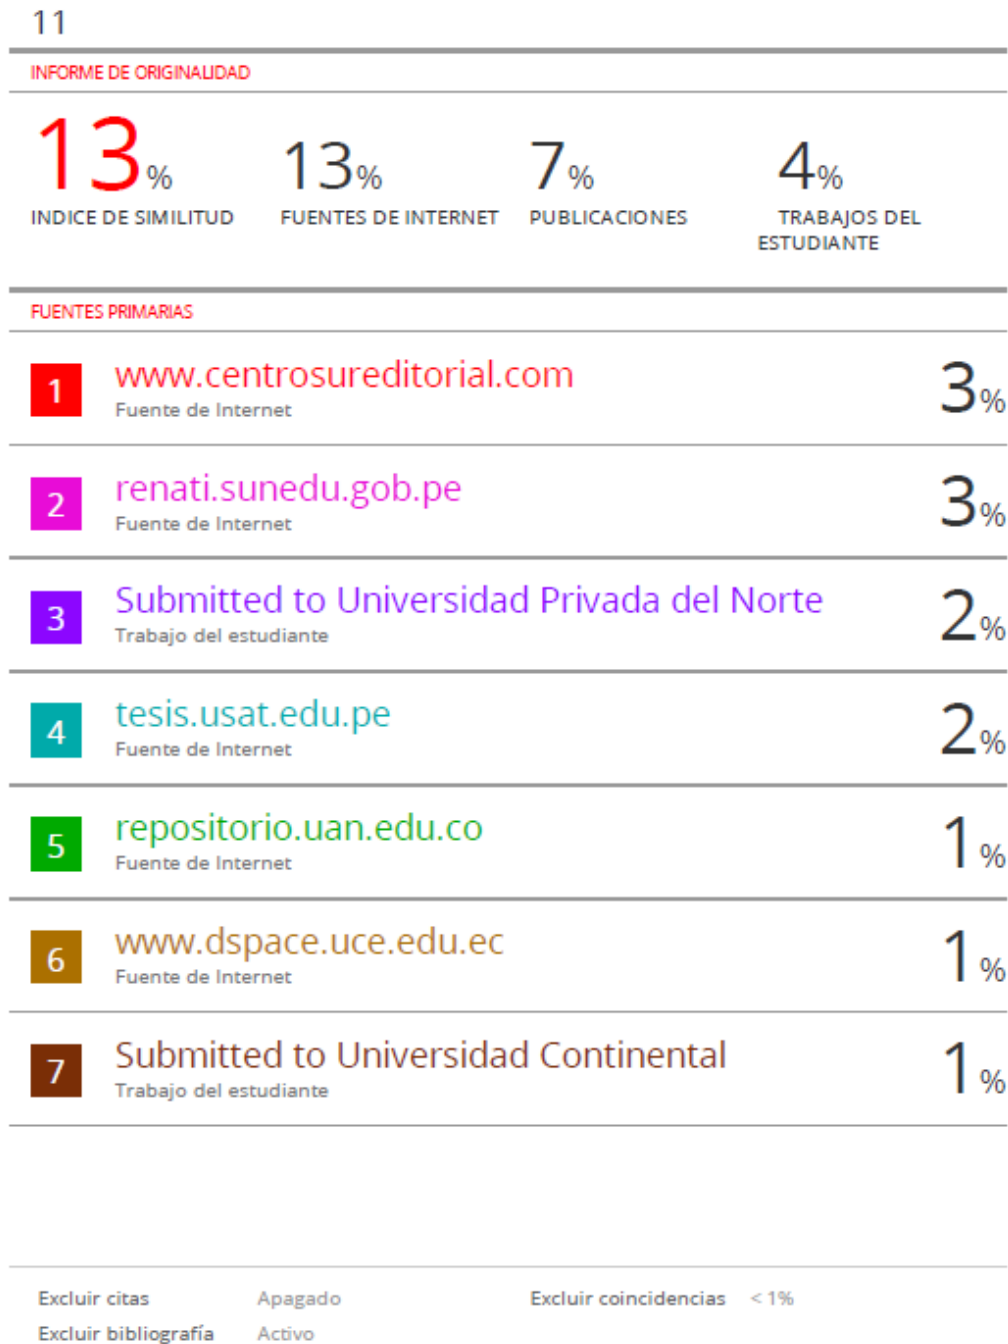 11
INFORME DE ORIGINALIDAD
13% 13% 7% 4%
INDICE DE SIMILITUD FUENTES DE INTERNET PUBLICACIONES TRABAJOS DEL
ESTUDIANTE
FUENTES PRIMARIAS
1 www.centrosureditorial.com 3%
Fuente de Internet
2 renati.sunedu.gob.pe 3%
Fuente de Internet
3 Submitted to Universidad Privada del Norte 2%
Trabajo del estudiante
4 tesis.usat.edu.pe 2%
Fuente de Internet
5 repositorio.uan.edu.co 1%
Fuente de Internet
6 www.dspace.uce.edu.ec 1%
Fuente de Internet
7 Submitted to Universidad Continental 1%
Trabajo del estudiante
Excluir citas Apagado Excluir coincidencias < 1%
Excluir bibliografía Activo